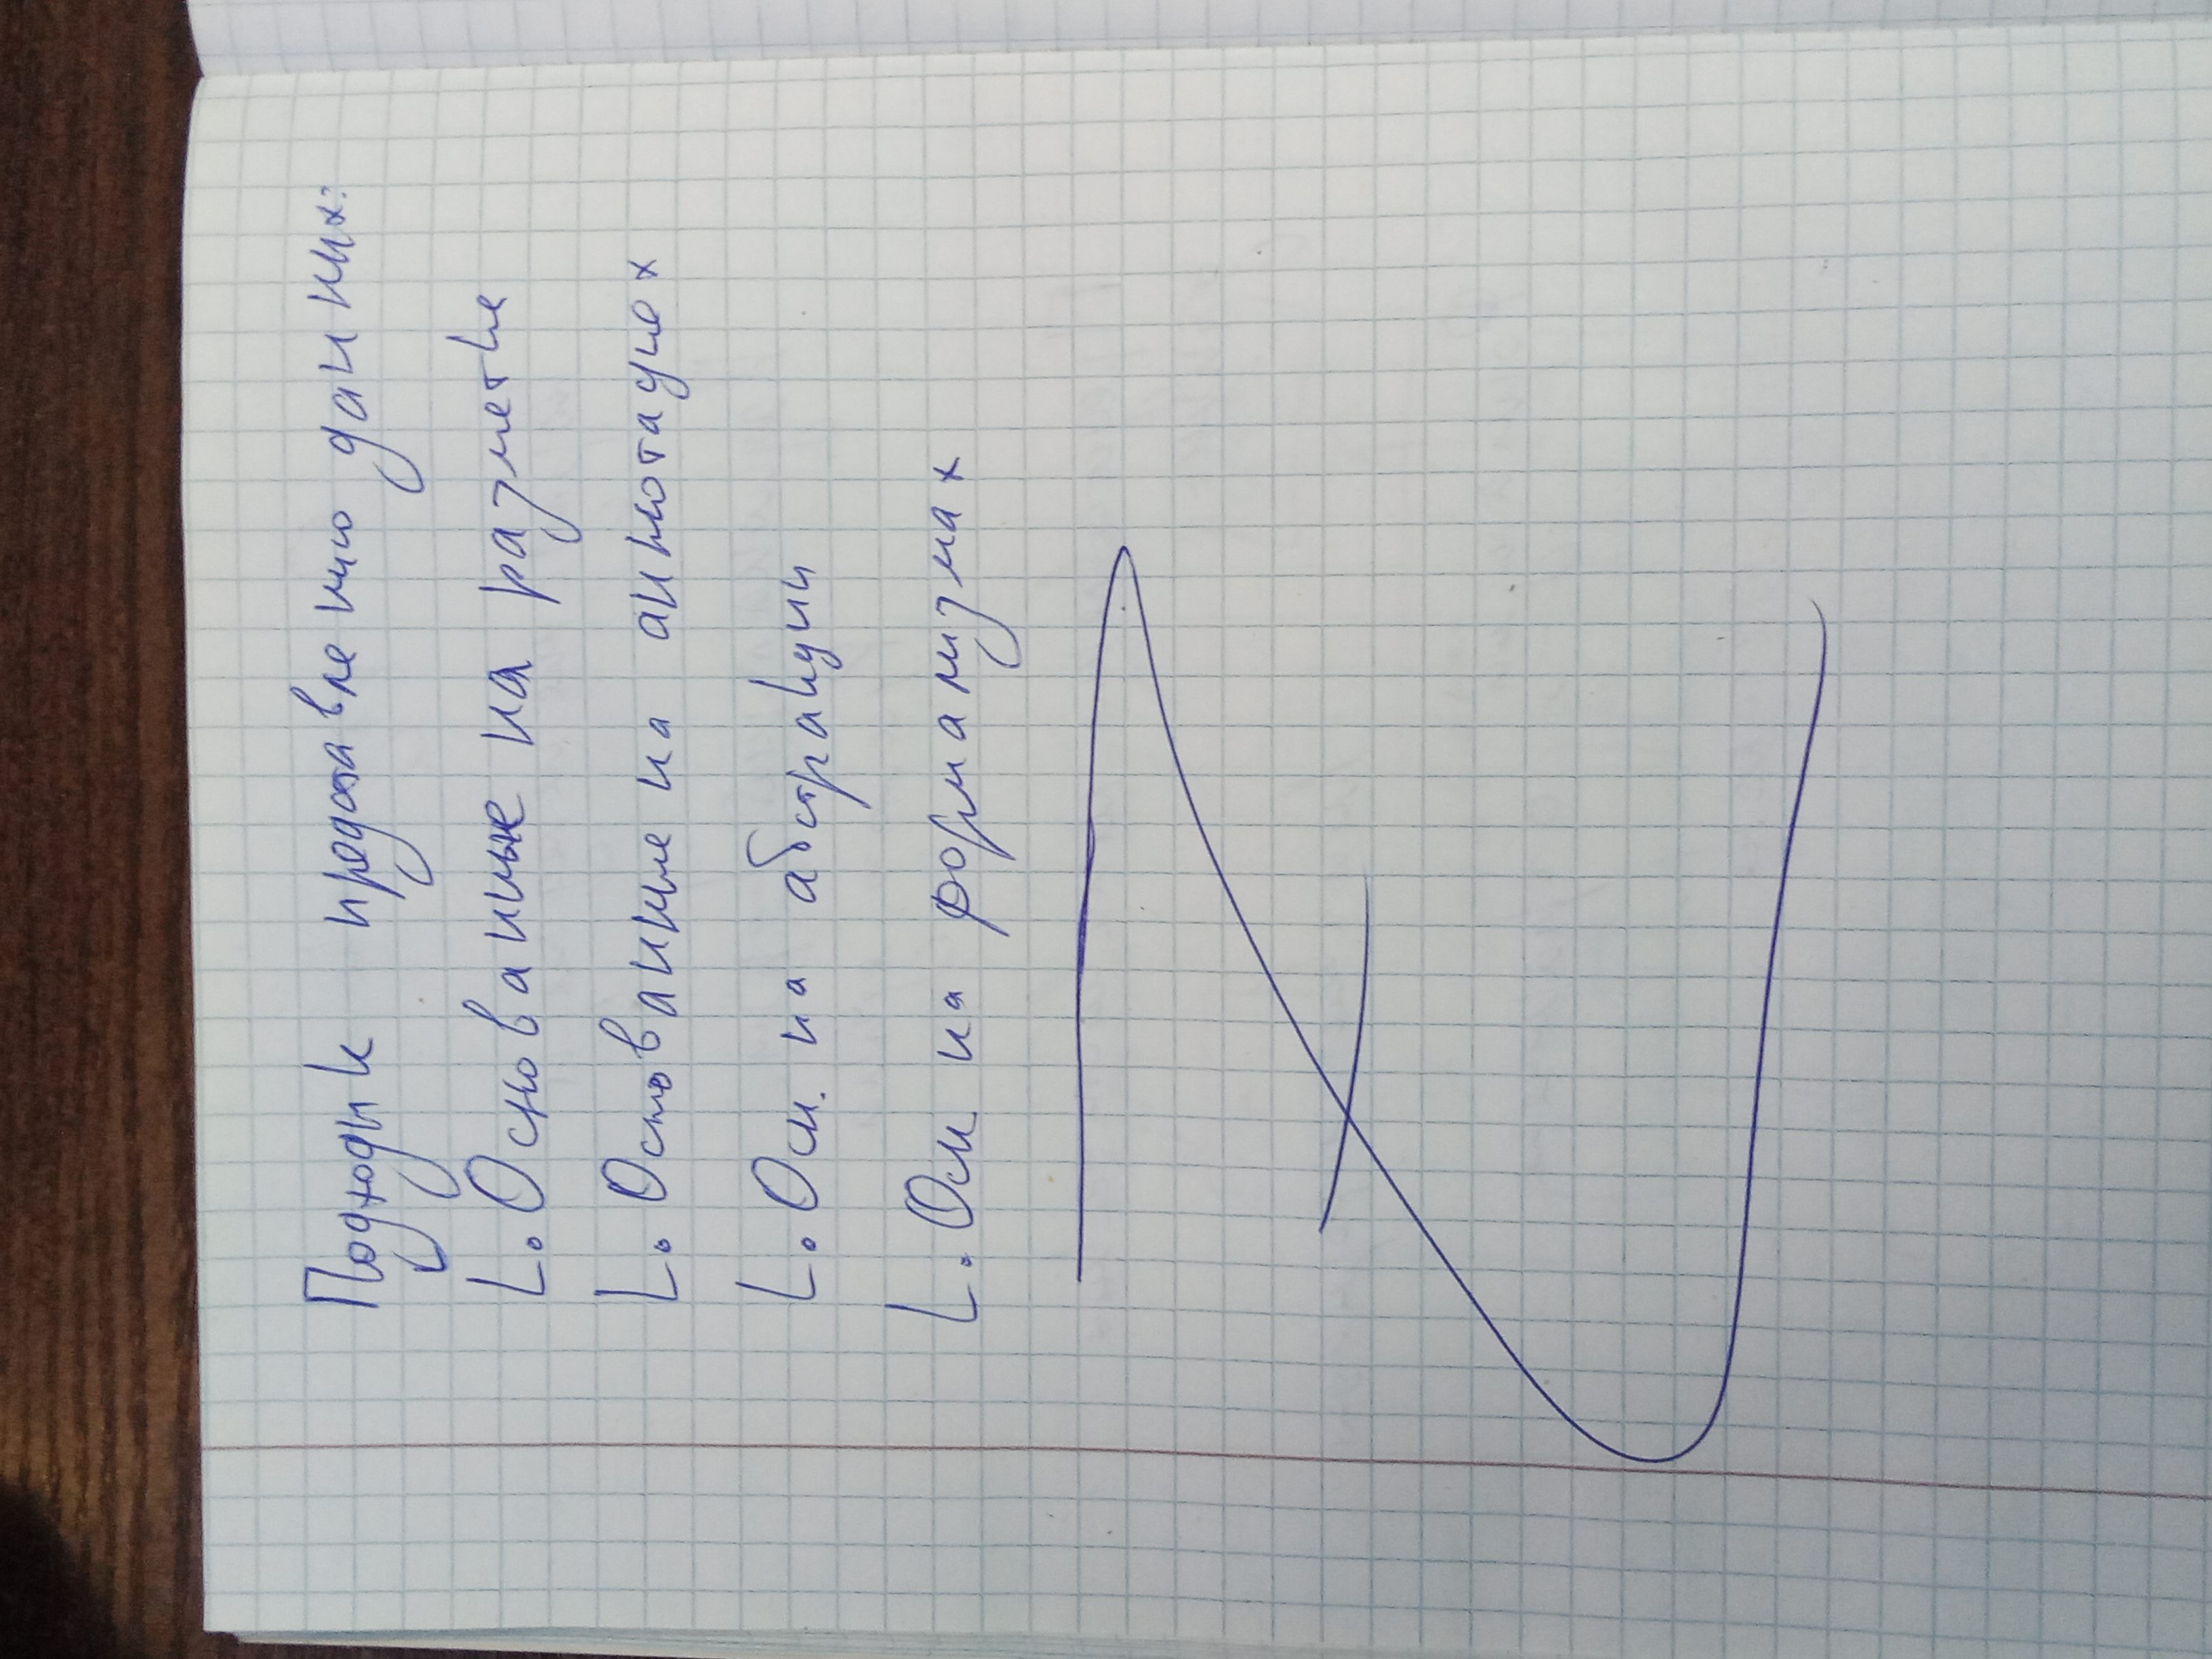 Подходы к представлению данных:
L. Основанные на разметке
L. Основанные на аннотациях
L. Осн. на абстракции
L. Осн. на формализмах